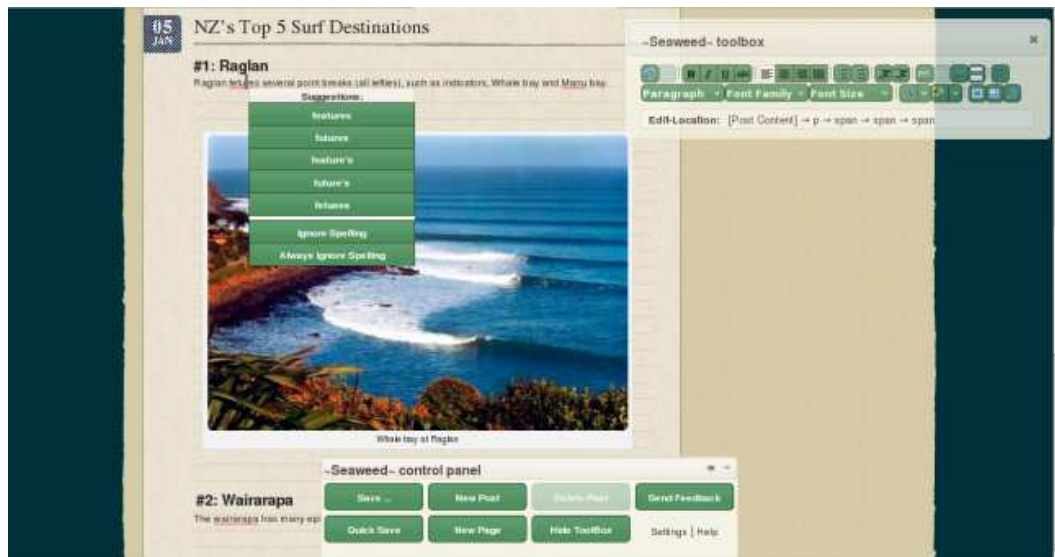 05
JAN
NZ's Top 5 Surf Destinations
#1: Raglan
Raglan fetures several point breaks (all lefties), such as indicators, Whale bay and Manu bay.
Suggestions:
features
futures
feature's
future's
fetuses
Ignore Spelling
Always Ignore Spelling
Whale bay at Raglan
#2: Wairarapa
The wairarapa has many epi
~Seaweed~ toolbox
B I U ABC
Paragraph Font Family Font Size
Edit-Location: [Post Content] → p → span → span → span
~Seaweed~ control panel
Save ... New Post Delete Post Send Feedback
Quick Save New Page Hide ToolBox Settings | Help